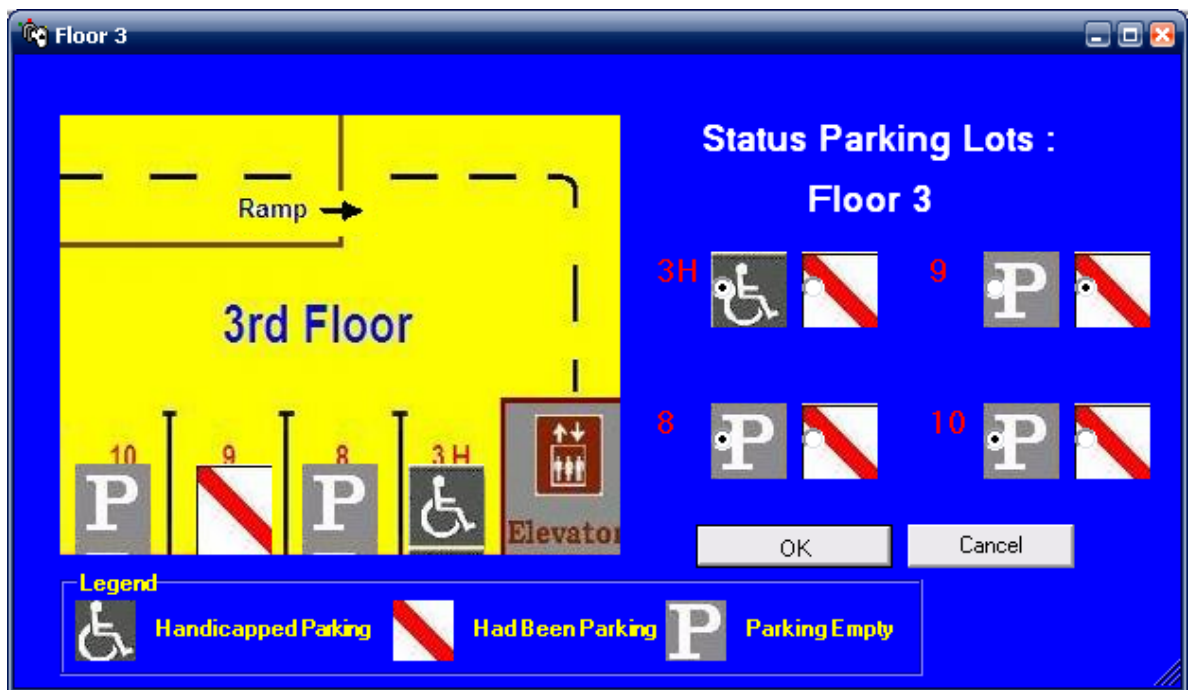 Floor 3
Status Parking Lots :
Floor 3
Ramp
3rd Floor
10 9 8 3 H
P P
Elevator
3H 9 P
8 P 10 P
OK Cancel
Legend
Handicapped Parking Had Been Parking P Parking Empty